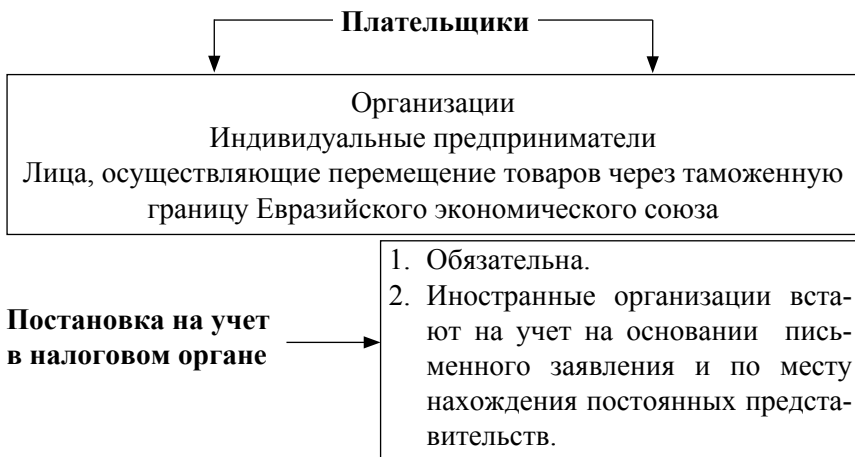 Плательщики
Организации
Индивидуальные предприниматели
Лица, осуществляющие перемещение товаров через таможенную
границу Евразийского экономического союза
Постановка на учет
в налоговом органе
1. Обязательна.
2. Иностранные организации вста-
ют на учет на основании пись-
менного заявления и по месту
нахождения постоянных предста-
вительств.